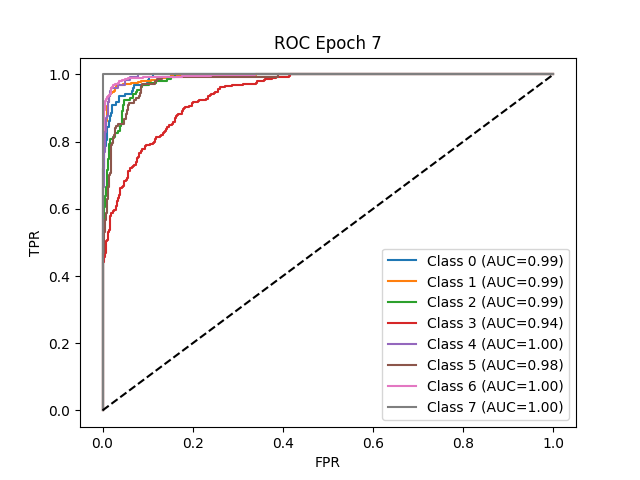 ROC Epoch 7
TPR
1.0
0.8
0.6
0.4
0.2
0.0
0.0 0.2 0.4 0.6 0.8 1.0
FPR
Class 0 (AUC=0.99)
Class 1 (AUC=0.99)
Class 2 (AUC=0.99)
Class 3 (AUC=0.94)
Class 4 (AUC=1.00)
Class 5 (AUC=0.98)
Class 6 (AUC=1.00)
Class 7 (AUC=1.00)